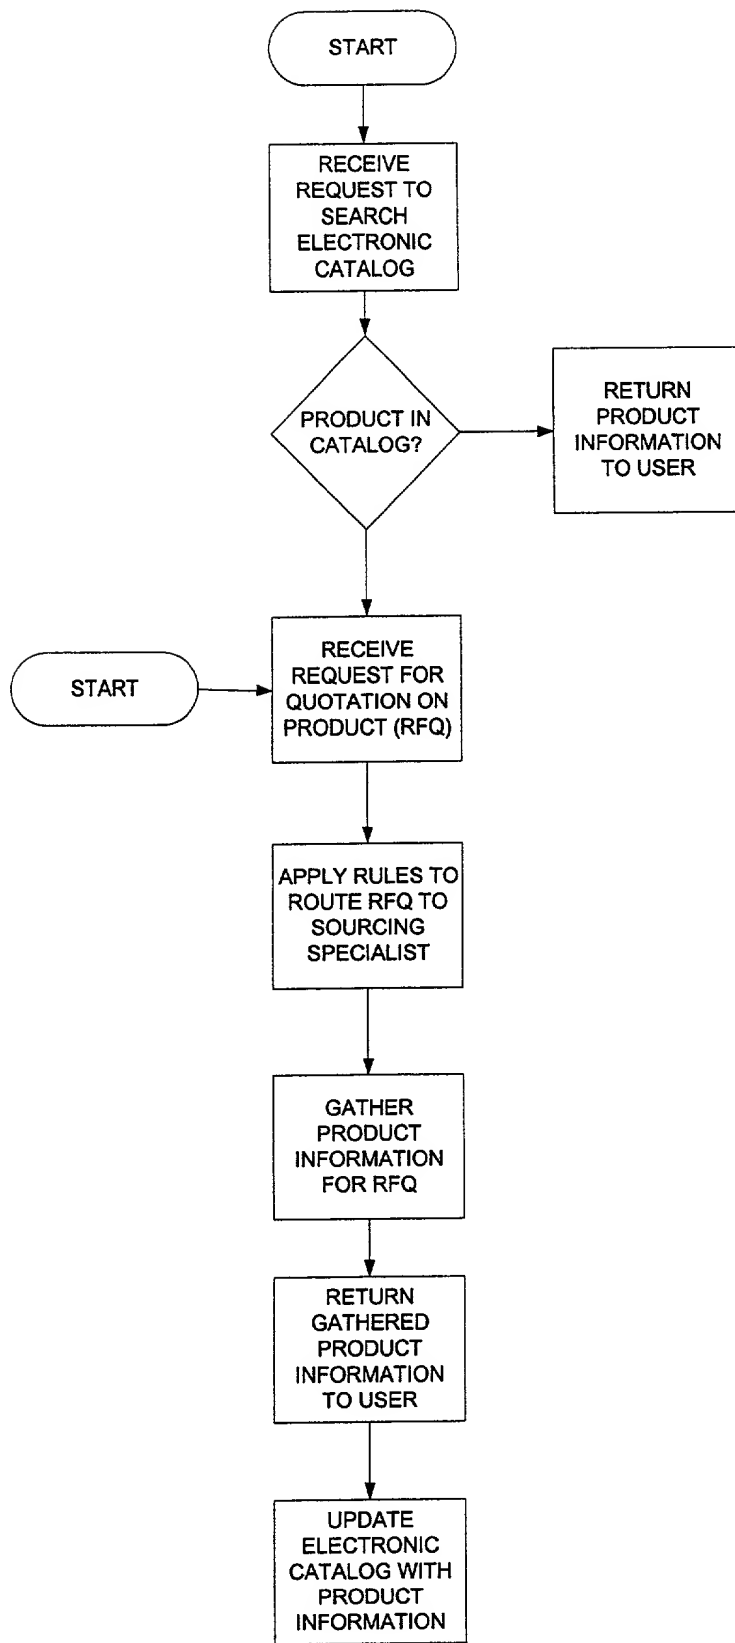 START
RECEIVE
REQUEST TO
SEARCH
ELECTRONIC
CATALOG
PRODUCT IN
CATALOG?
RETURN
PRODUCT
INFORMATION
TO USER
START
RECEIVE
REQUEST FOR
QUOTATION ON
PRODUCT (RFQ)
APPLY RULES TO
ROUTE RFQ TO
SOURCING
SPECIALIST
GATHER
PRODUCT
INFORMATION
FOR RFQ
RETURN
GATHERED
PRODUCT
INFORMATION
TO USER
UPDATE
ELECTRONIC
CATALOG WITH
PRODUCT
INFORMATION